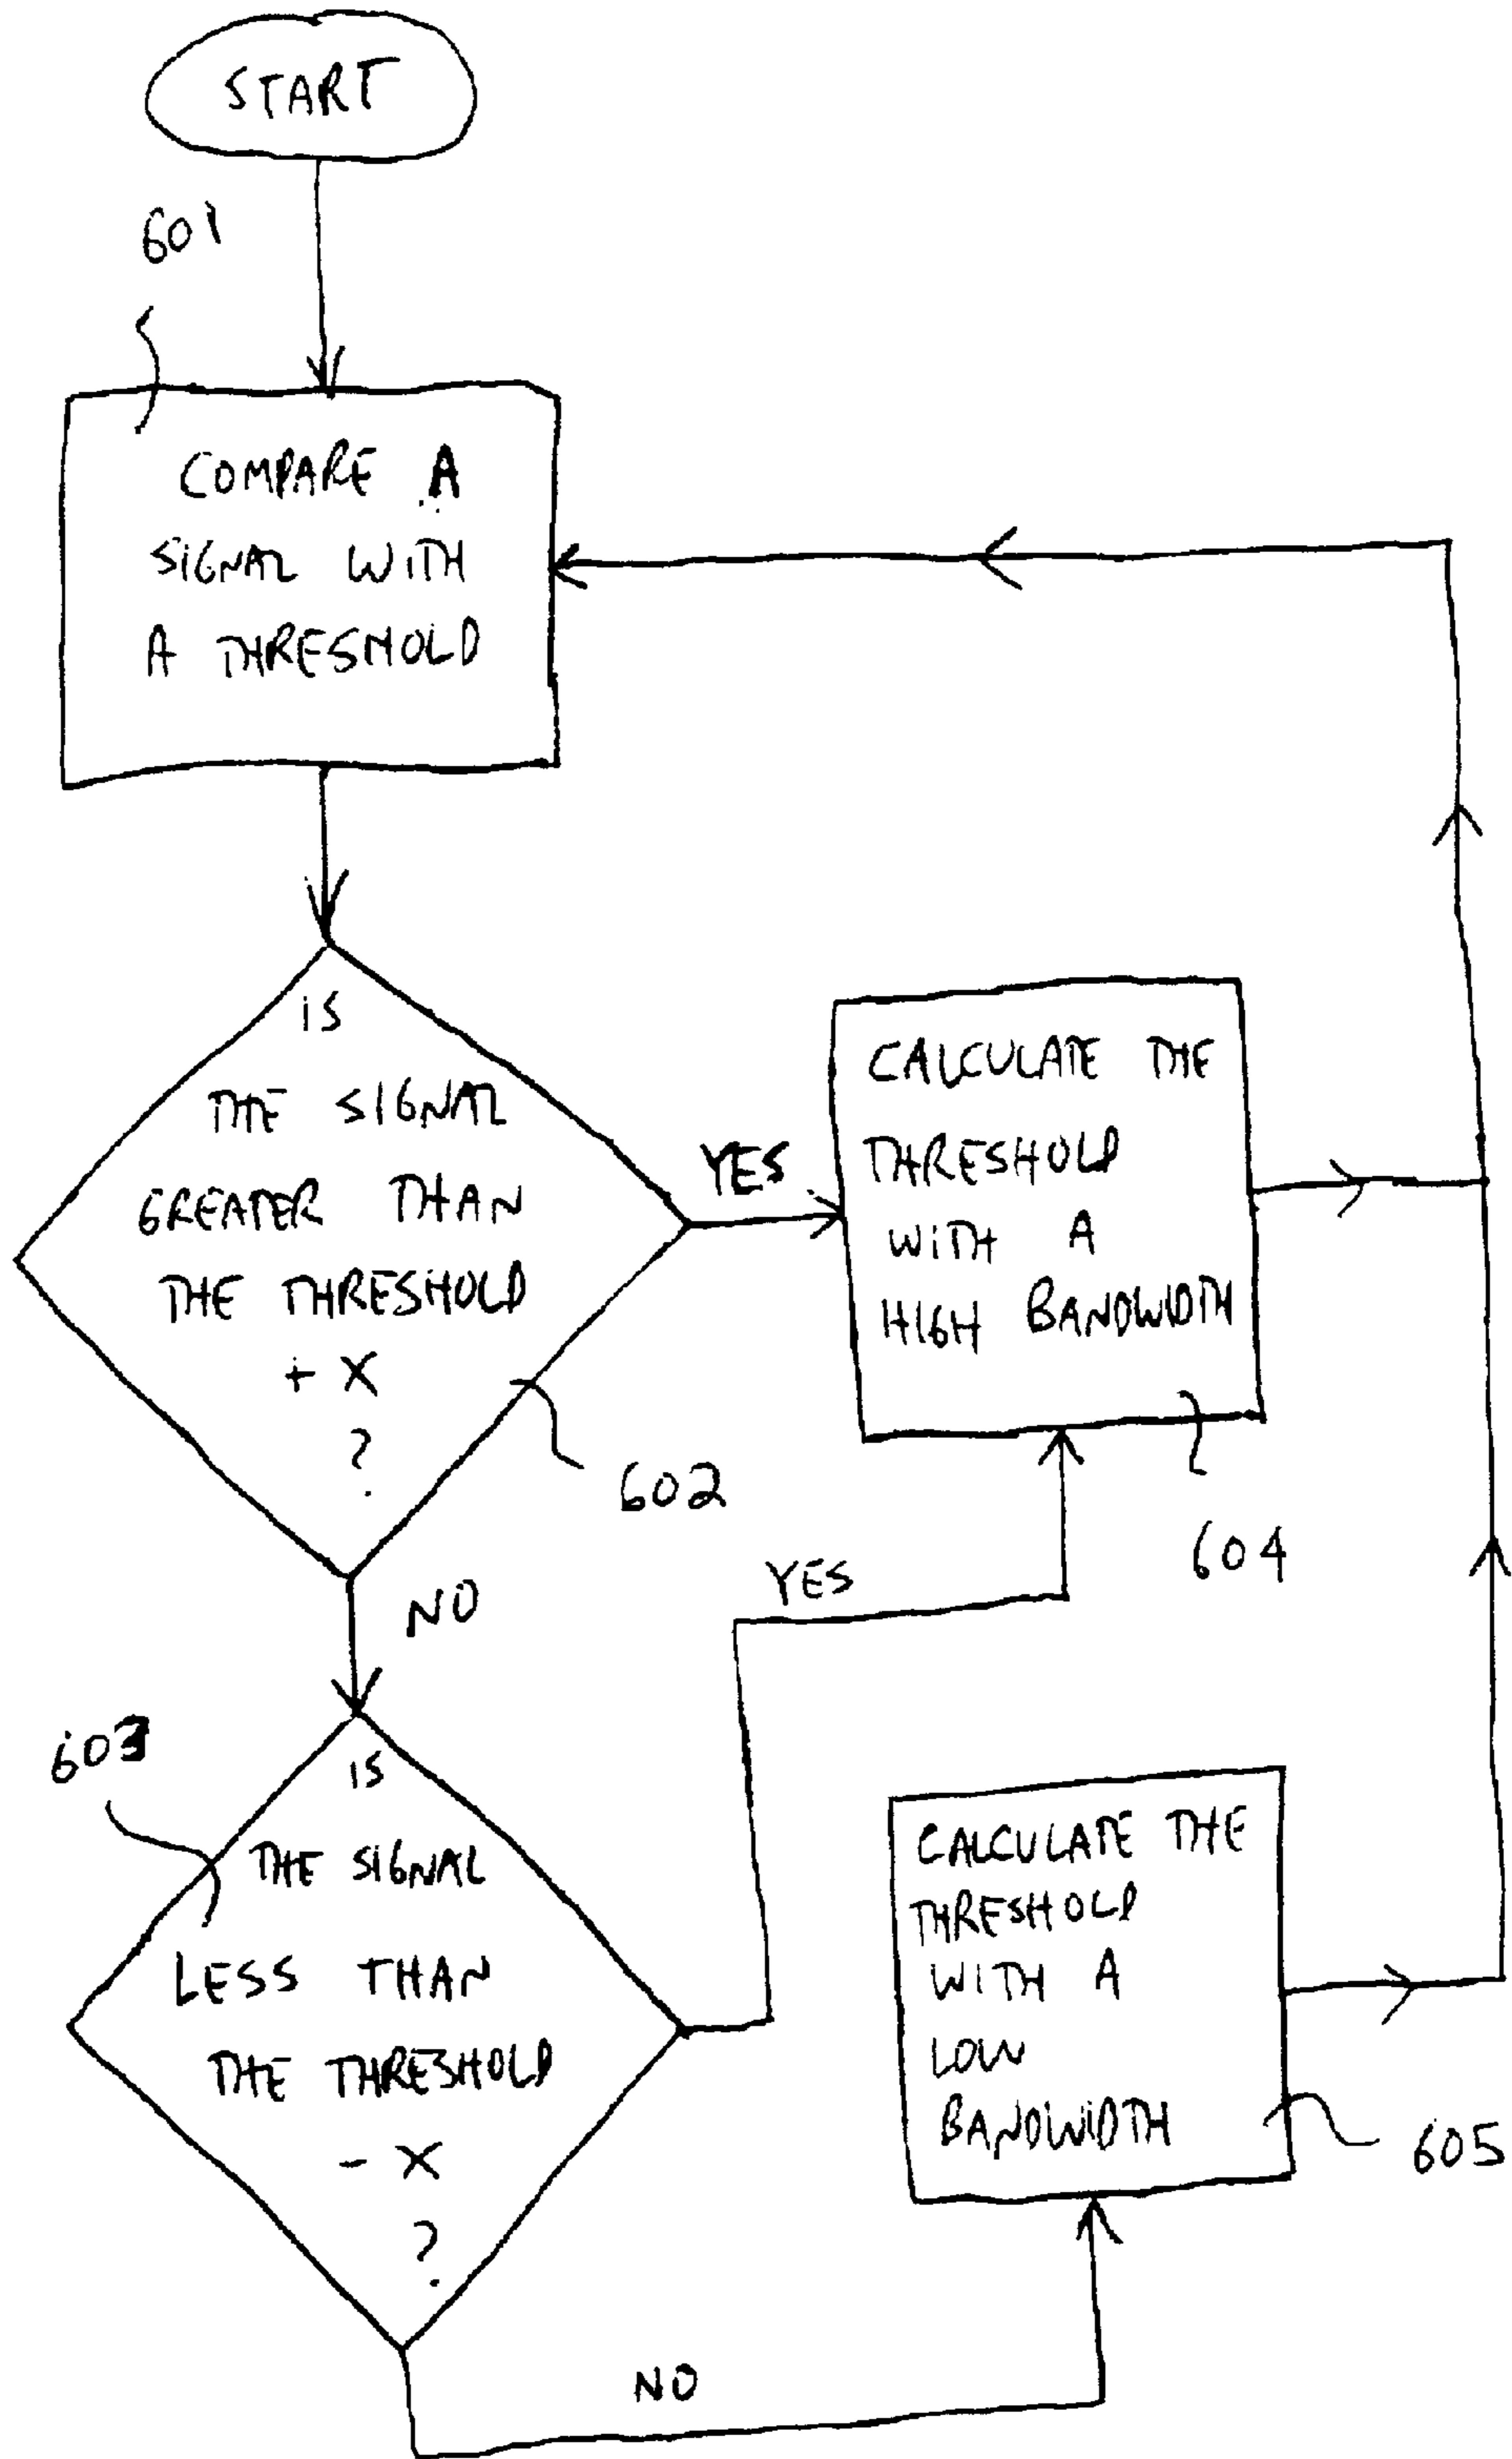 START
601
COMPARE A
SIGNAL WITH
A THRESHOLD
IS
THE SIGNAL
GREATER THAN
THE THRESHOLD
+ X
?
602
YES
CALCULATE THE
THRESHOLD
WITH A
HIGH BANDWIDTH
604
NO
603
IS
THE SIGNAL
LESS THAN
THE THRESHOLD
- X
?
YES
NO
CALCULATE THE
THRESHOLD
WITH A
LOW
BANDWIDTH
605